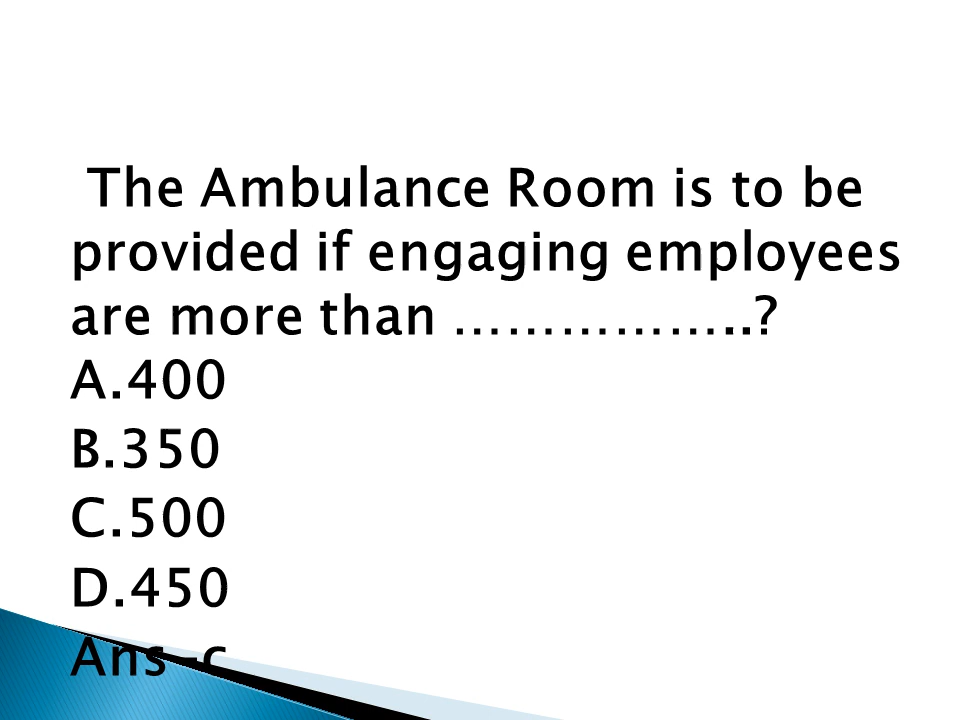 The Ambulance Room is to be
provided if engaging employees
are more than ……………..?
A.400
B.350
C.500
D.450
Ans –c